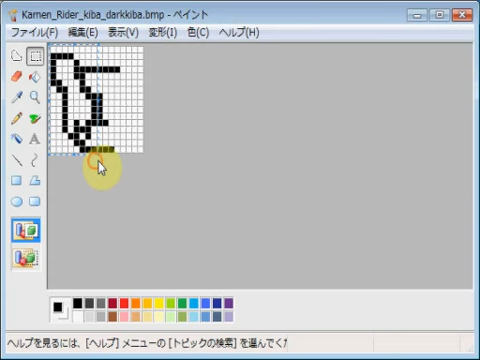 Kamen_Rider_kiba_darkkiba.bmp - ペイント
ファイル(F) 編集(E) 表示(V) 変形(I) 色(C) ヘルプ(H)
A
ヘルプを見るには、[ヘルプ] メニューの [トピックの検索] を選んでくだ